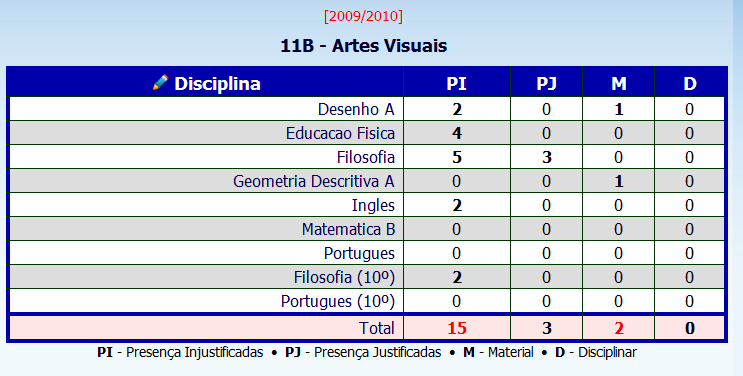 [2009/2010]
11B - Artes Visuais
Disciplina PI PJ M D
Desenho A 2 0 1 0
Educacao Fisica 4 0 0 0
Filosofia 5 3 0 0
Geometria Descritiva A 0 0 1 0
Ingles 2 0 0 0
Matematica B 0 0 0 0
Portugues 0 0 0 0
Filosofia (10º) 2 0 0 0
Portugues (10º) 0 0 0 0
Total 15 3 2 0
PI - Presença Injustificadas • PJ - Presença Justificadas • M - Material • D - Disciplinar